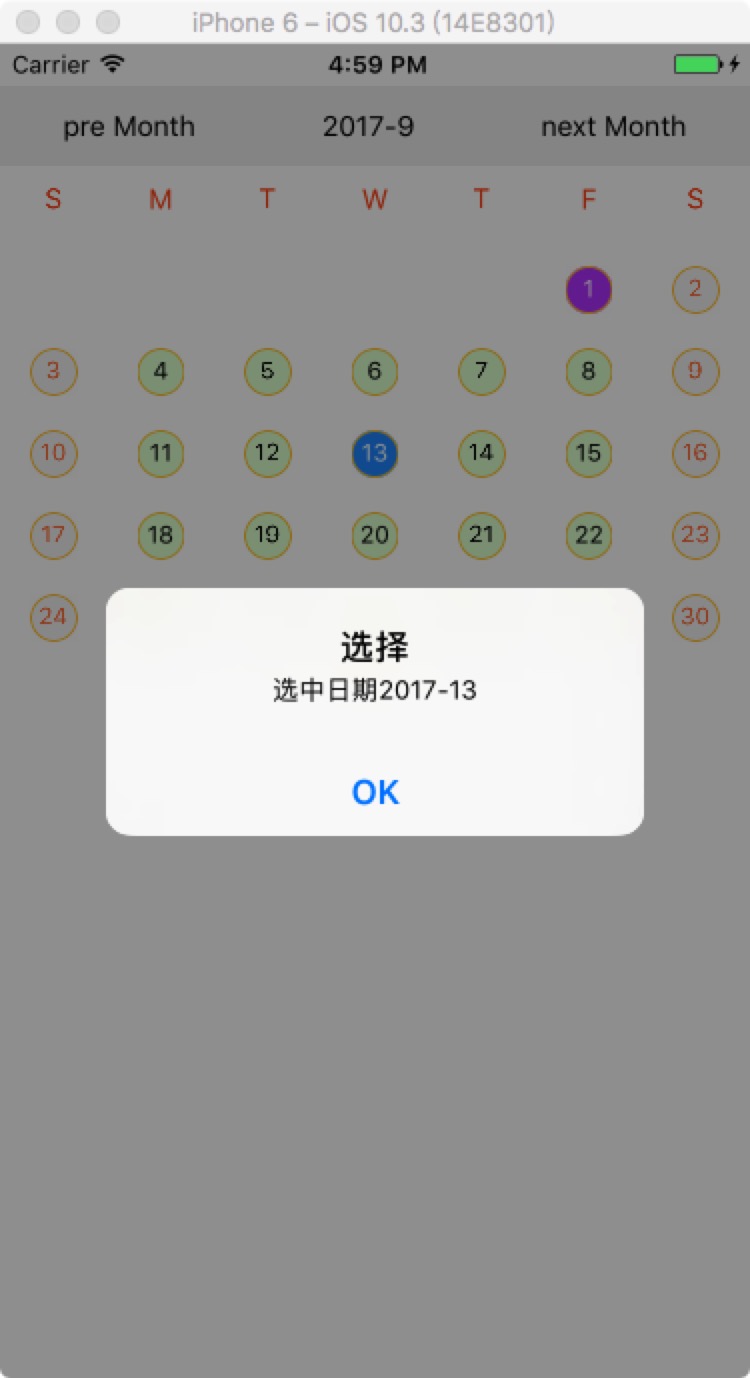 iPhone 6 – iOS 10.3 (14E8301)
Carrier 4:59 PM
pre Month 2017-9 next Month
S M T W T F S
1 2
3 4 5 6 7 8 9
10 11 12 13 14 15 16
17 18 19 20 21 22 23
24 30
选择
选中日期2017-13
OK